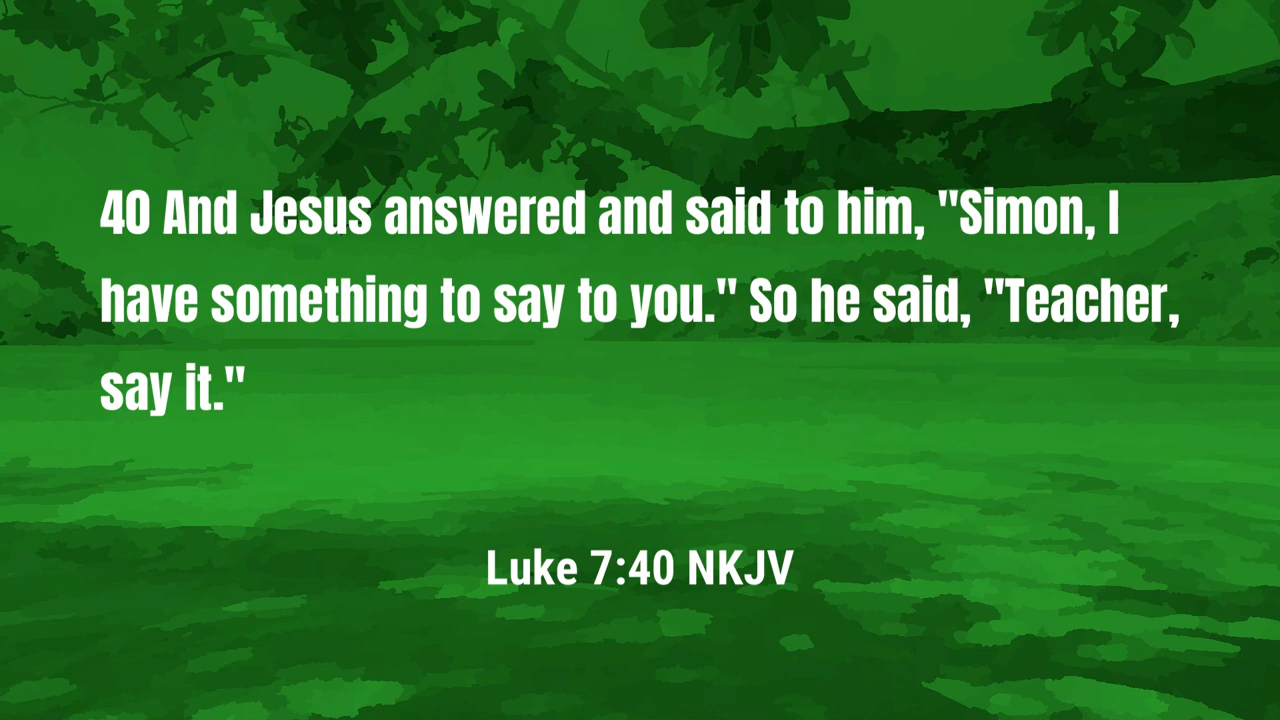 40 And Jesus answered and said to him, "Simon, I
have something to say to you." So he said, "Teacher,
say it."
Luke 7:40 NKJV